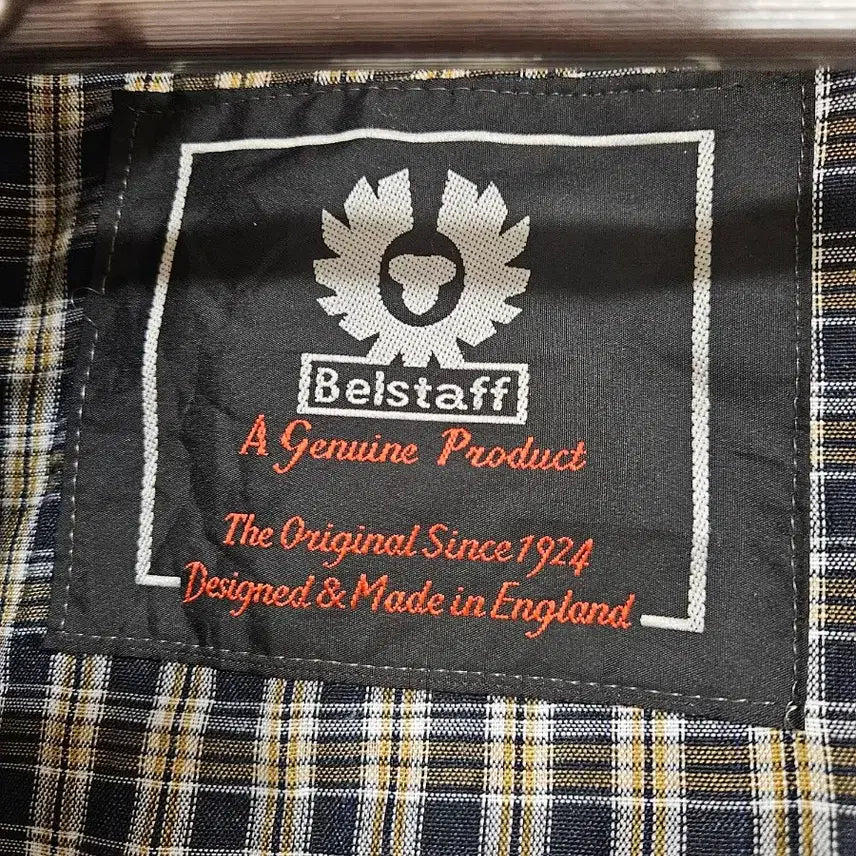 Belstaff
A Genuine Product
The Original Since 1924
Designed & Made in England